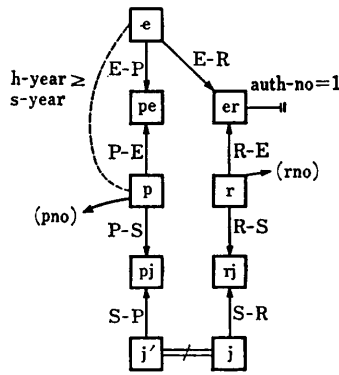 e
h-year ≥
s-year
E-P
E-R
auth-no=1
pe
er
P-E
R-E
(rno)
p
r
(pno)
P-S
R-S
pj
rj
S-P
S-R
j′
j